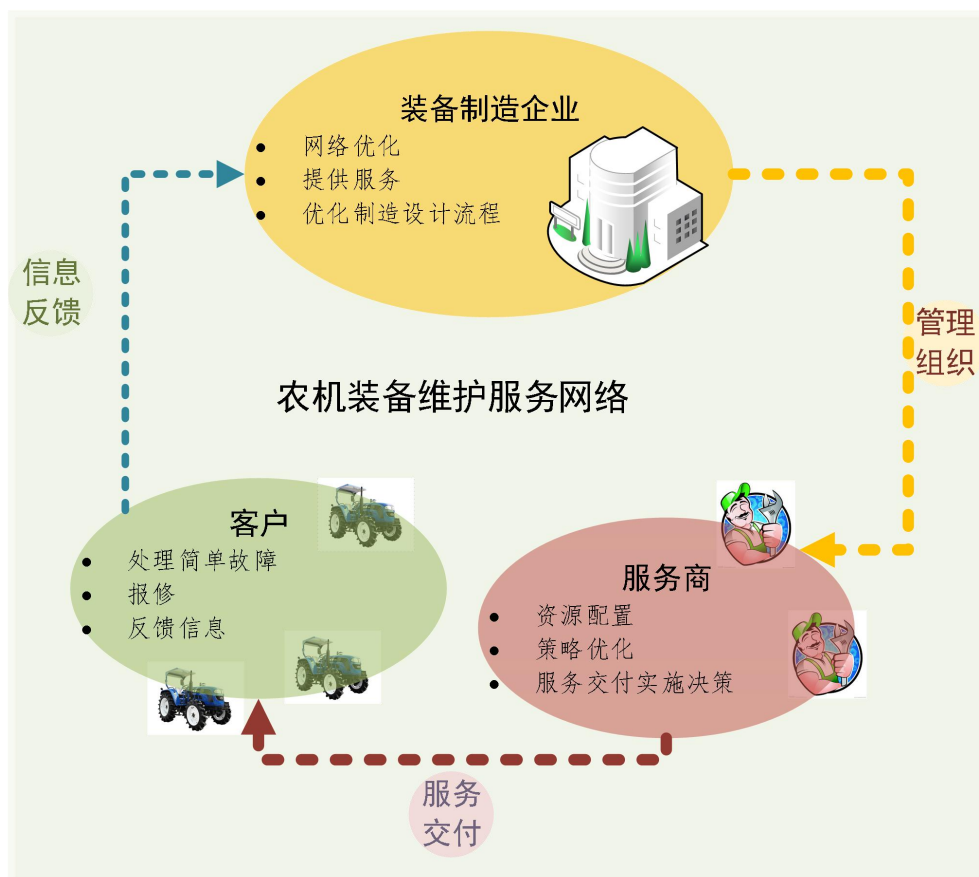 装备制造企业
网络优化
提供服务
优化制造设计流程
信息
反馈
管理
组织
农机装备维护服务网络
客户
处理简单故障
报修
反馈信息
服务商
资源配置
策略优化
服务交付实施决策
服务
交付